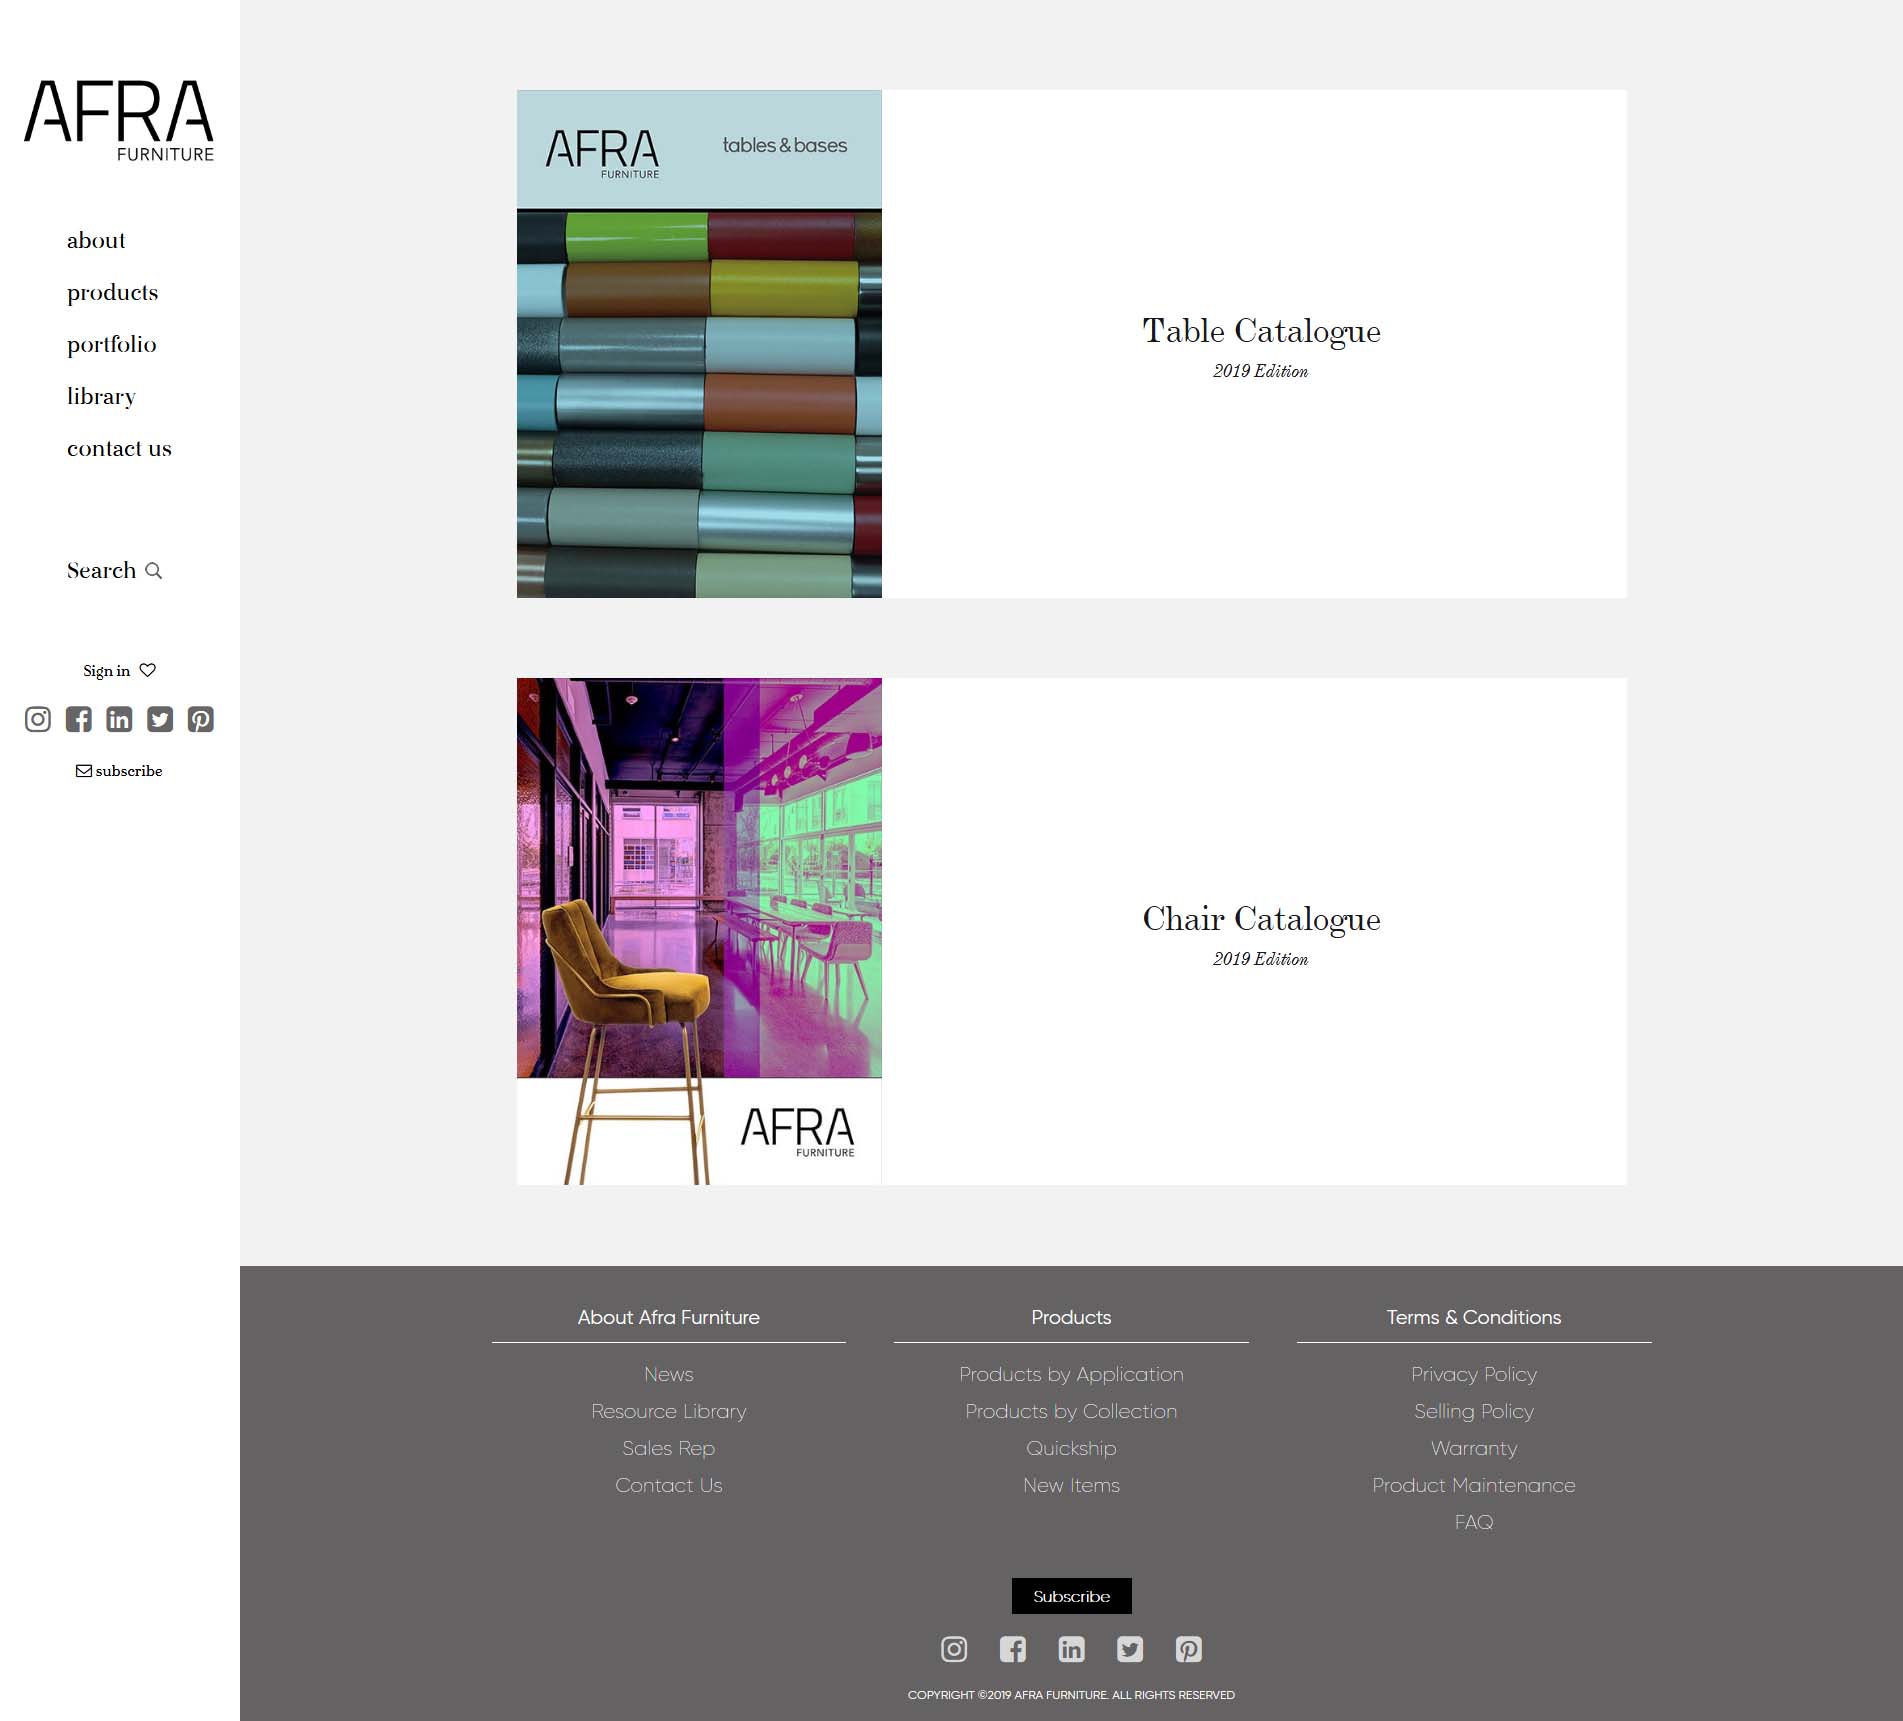 AFRA
FURNITURE
about
products
portfolio
library
contact us
Search
Sign in
subscribe
AFRA
FURNITURE
tables & bases
Table Catalogue
2019 Edition
Chair Catalogue
2019 Edition
AFRA
FURNITURE
About Afra Furniture
News
Resource Library
Sales Rep
Contact Us
Products
Products by Application
Products by Collection
Quickship
New Items
Terms & Conditions
Privacy Policy
Selling Policy
Warranty
Product Maintenance
FAQ
Subscribe
COPYRIGHT ©2019 AFRA FURNITURE. ALL RIGHTS RESERVED